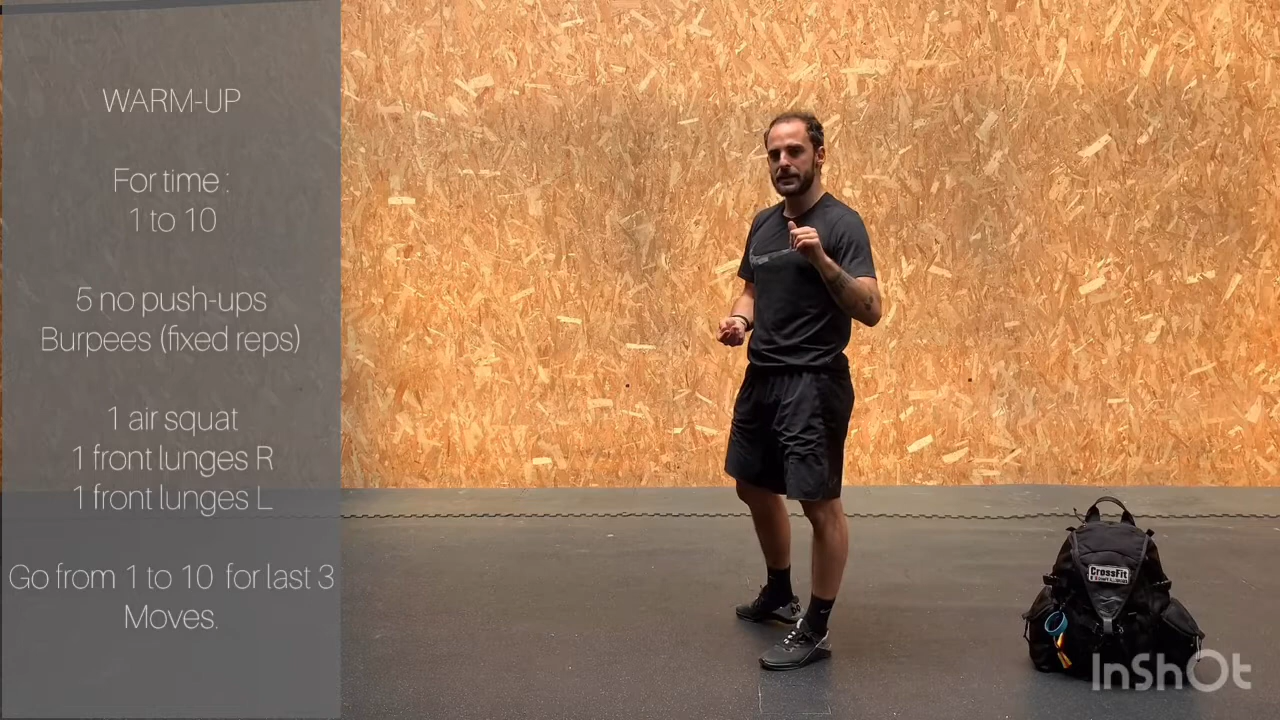 WARM-UP
For time :
1 to 10
5 no push-ups
Burpees (fixed reps)
1 air squat
1 front lunges R
1 front lunges L
Go from 1 to 10 for last 3
Moves.
CrossFit
InShOt